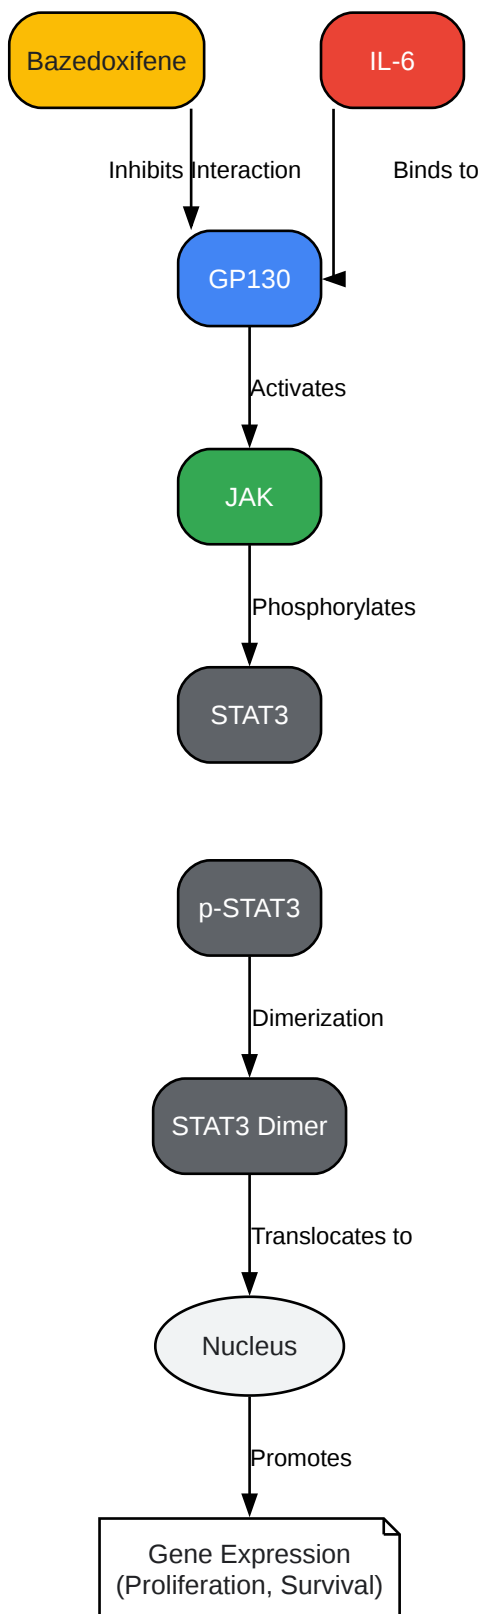 Bazedoxifene
IL-6
Inhibits Interaction
Binds to
GP130
Activates
JAK
Phosphorylates
STAT3
p-STAT3
Dimerization
STAT3 Dimer
Translocates to
Nucleus
Promotes
Gene Expression
(Proliferation, Survival)